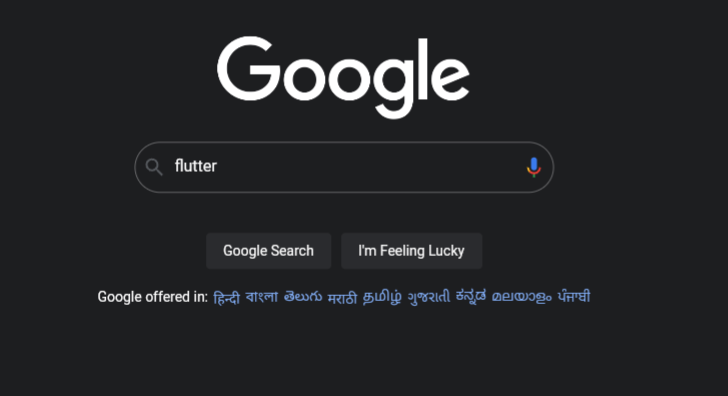 Google
flutter
Google Search I'm Feeling Lucky
Google offered in: हिन्दी বাংলা తెలుగు मराठी தமிழ் ગુજરાતી ಕನ್ನಡ മലയാളം ਪੰਜਾਬੀ